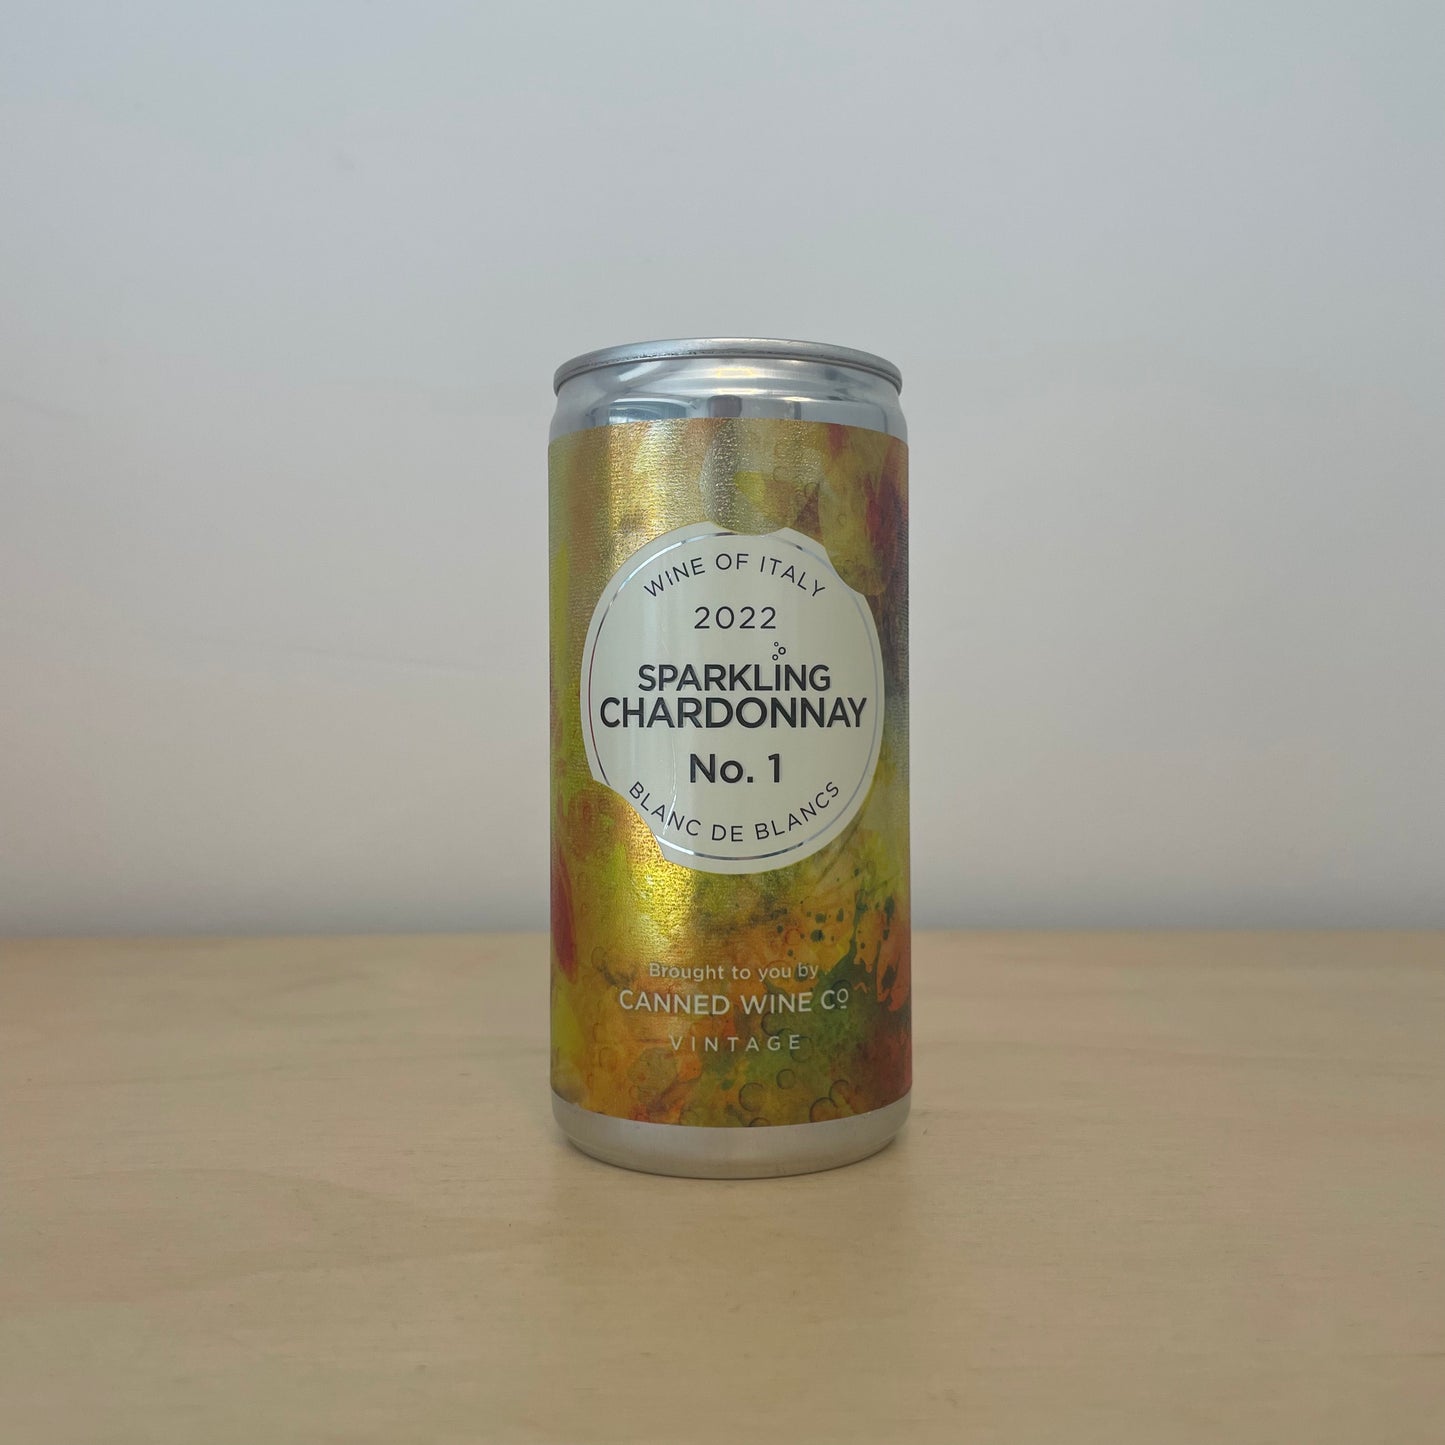 WINE OF ITALY
2022
SPARKLING
CHARDONNAY
No. 1
BLANC DE BLANCS
Brought to you by
CANNED WINE Co
VINTAGE